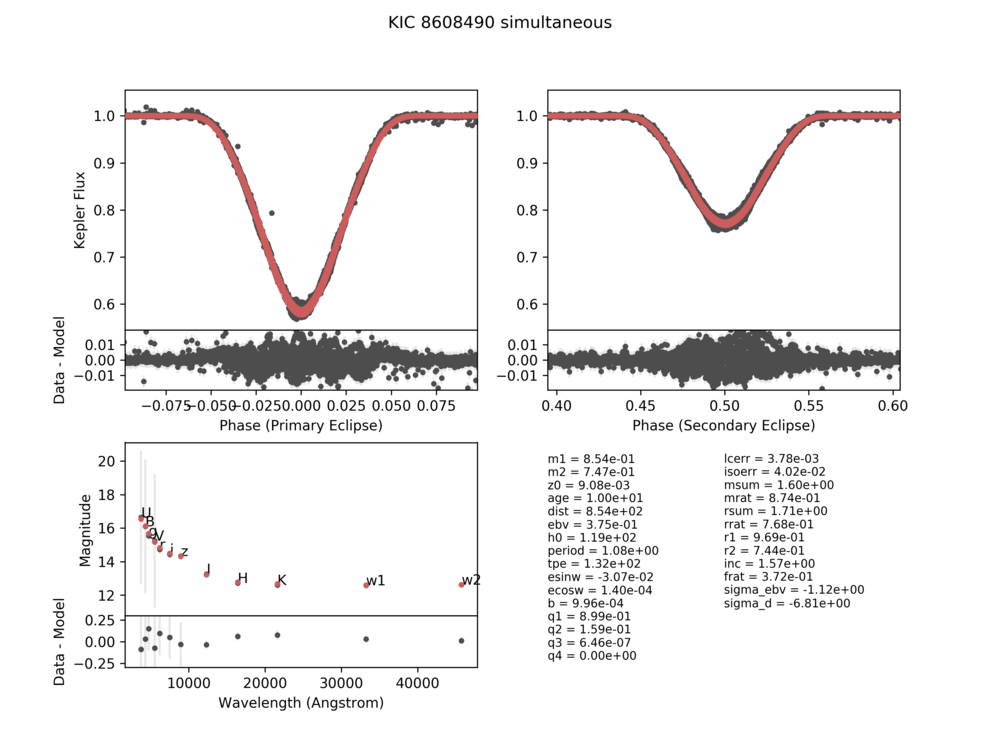 KIC 8608490 simultaneous
1.0
0.9
0.8
0.7
0.6
Kepler Flux
0.01
0.00
−0.01
Data - Model
−0.075 −0.050 −0.025 0.000 0.025 0.050 0.075
Phase (Primary Eclipse)
1.0
0.9
0.8
0.7
0.6
0.01
0.00
−0.01
0.40 0.45 0.50 0.55 0.60
Phase (Secondary Eclipse)
20
18
16
14
12
Magnitude
U
B
g
V
r
i
z
J
H
K
w1
w2
0.25
0.00
−0.25
Data - Model
10000 20000 30000 40000
Wavelength (Angstrom)
m1 = 8.54e-01
m2 = 7.47e-01
z0 = 9.08e-03
age = 1.00e+01
dist = 8.54e+02
ebv = 3.75e-01
h0 = 1.19e+02
period = 1.08e+00
tpe = 1.32e+02
esinw = -3.07e-02
ecosw = 1.40e-04
b = 9.96e-04
q1 = 8.99e-01
q2 = 1.59e-01
q3 = 6.46e-07
q4 = 0.00e+00
lcerr = 3.78e-03
isoerr = 4.02e-02
msum = 1.60e+00
mrat = 8.74e-01
rsum = 1.71e+00
rrat = 7.68e-01
r1 = 9.69e-01
r2 = 7.44e-01
inc = 1.57e+00
frat = 3.72e-01
sigma_ebv = -1.12e+00
sigma_d = -6.81e+00